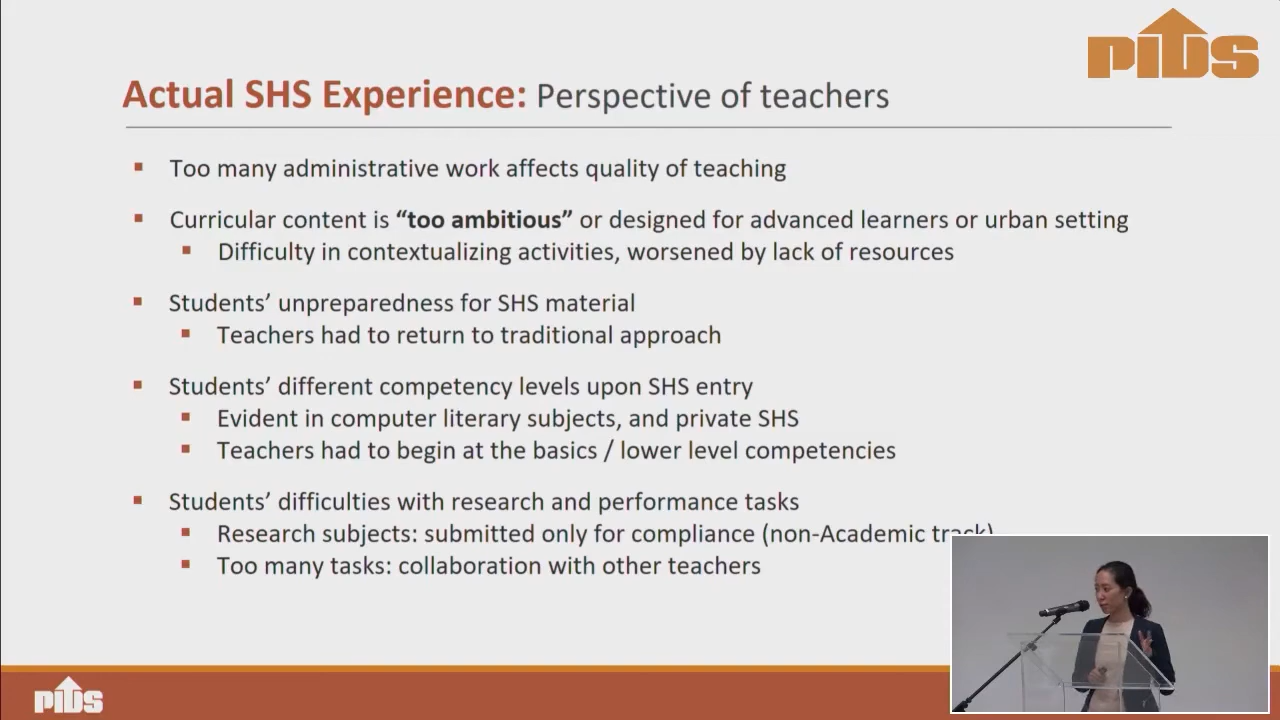 PIDS
Actual SHS Experience: Perspective of teachers
Too many administrative work affects quality of teaching
Curricular content is “too ambitious” or designed for advanced learners or urban setting
Difficulty in contextualizing activities, worsened by lack of resources
Students’ unpreparedness for SHS material
Teachers had to return to traditional approach
Students’ different competency levels upon SHS entry
Evident in computer literary subjects, and private SHS
Teachers had to begin at the basics / lower level competencies
Students’ difficulties with research and performance tasks
Research subjects: submitted only for compliance (non-Academic track)
Too many tasks: collaboration with other teachers
PIDS